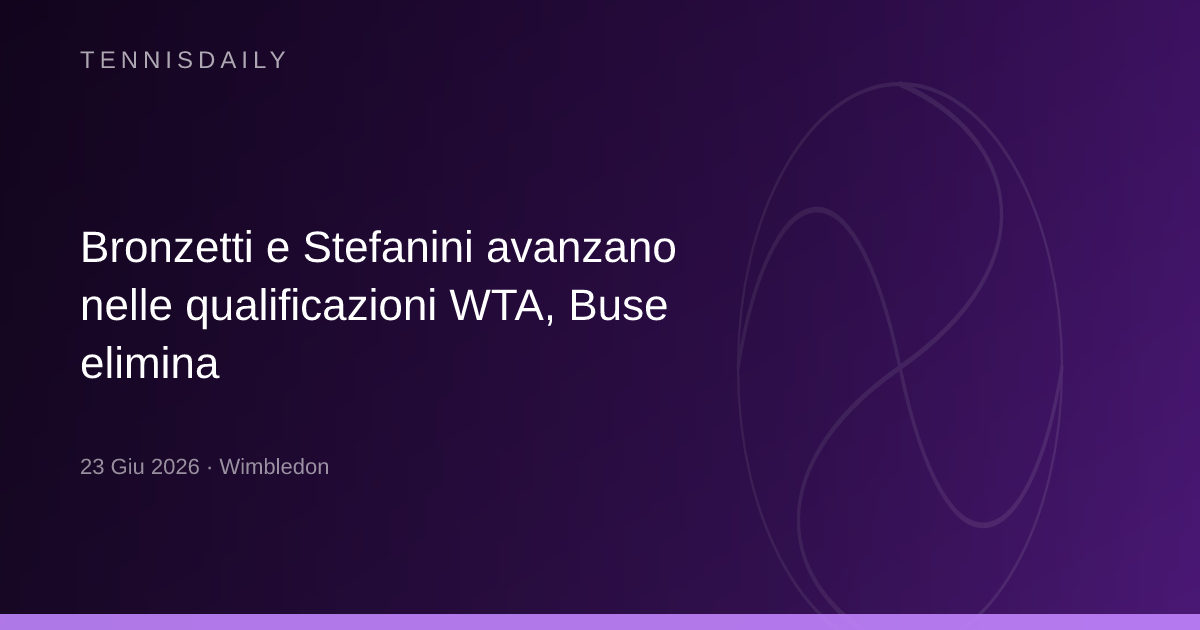 TENNISDAILY
Bronzetti e Stefanini avanzano
nelle qualificazioni WTA, Buse
elimina
23 Giu 2026 · Wimbledon